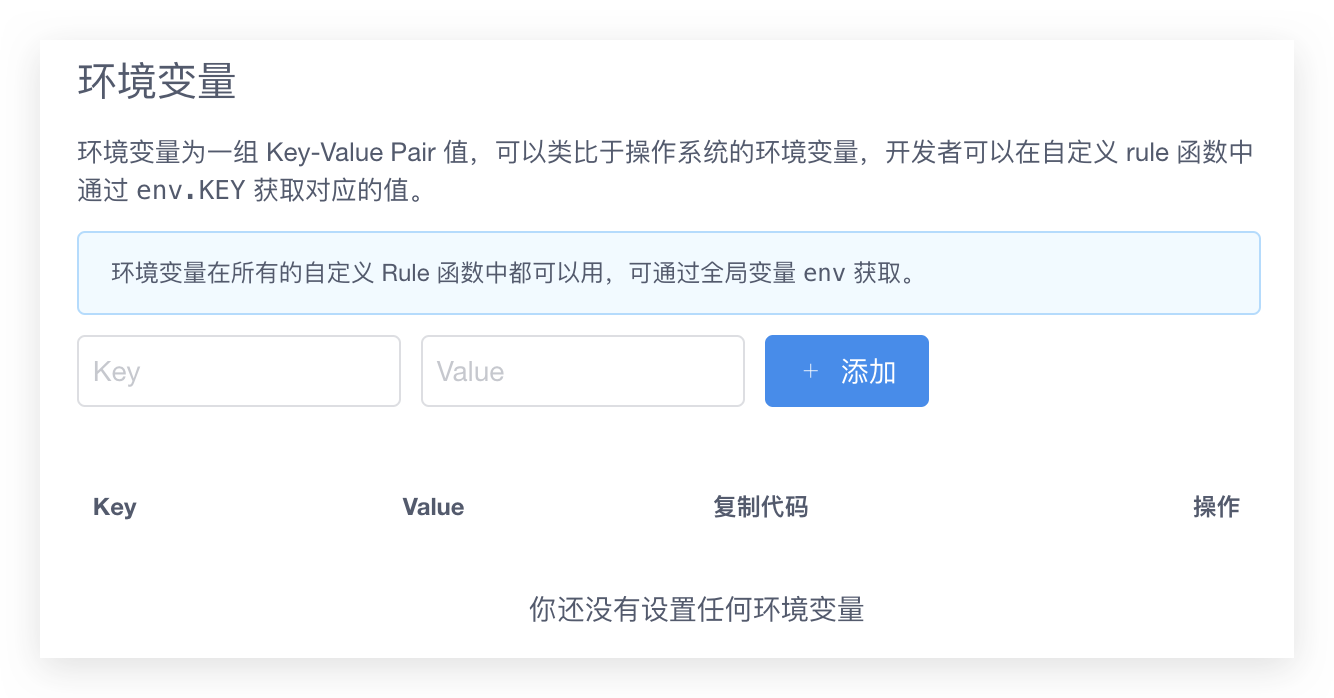 环境变量
环境变量为一组 Key-Value Pair 值，可以类比于操作系统的环境变量，开发者可以在自定义 rule 函数中
通过 env.KEY 获取对应的值。
环境变量在所有的自定义 Rule 函数中都可以用，可通过全局变量 env 获取。
Key Value + 添加
Key Value 复制代码 操作
你还没有设置任何环境变量